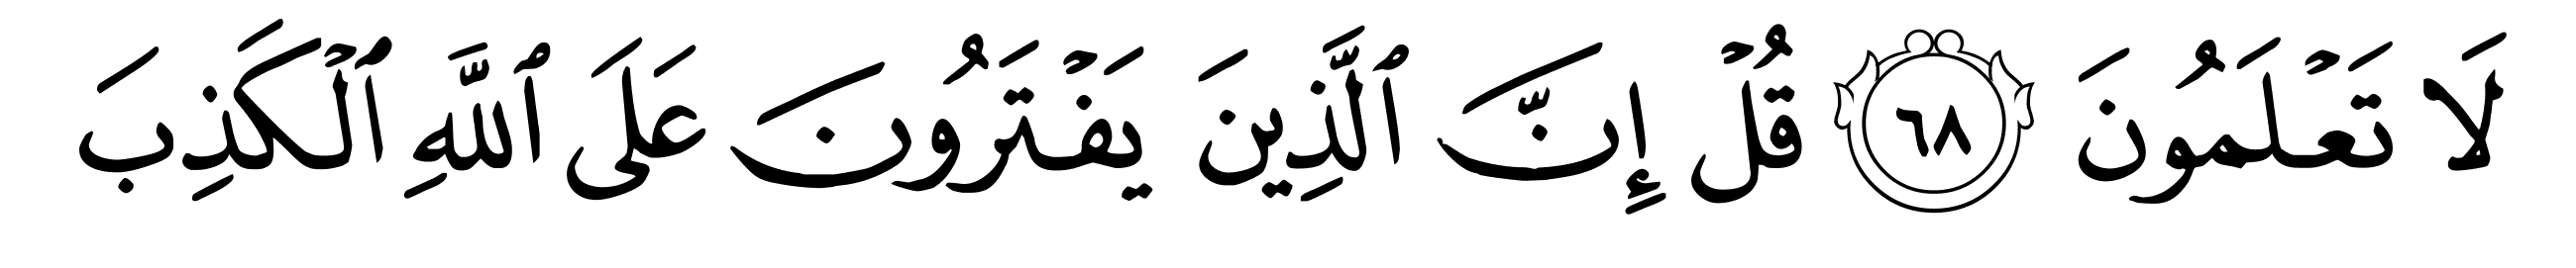 لَا تَعْلَمُونَ ٦٨ قُلْ إِنَّ ٱلَّذِينَ يَفْتَرُونَ عَلَى ٱللَّهِ ٱلْكَذِبَ